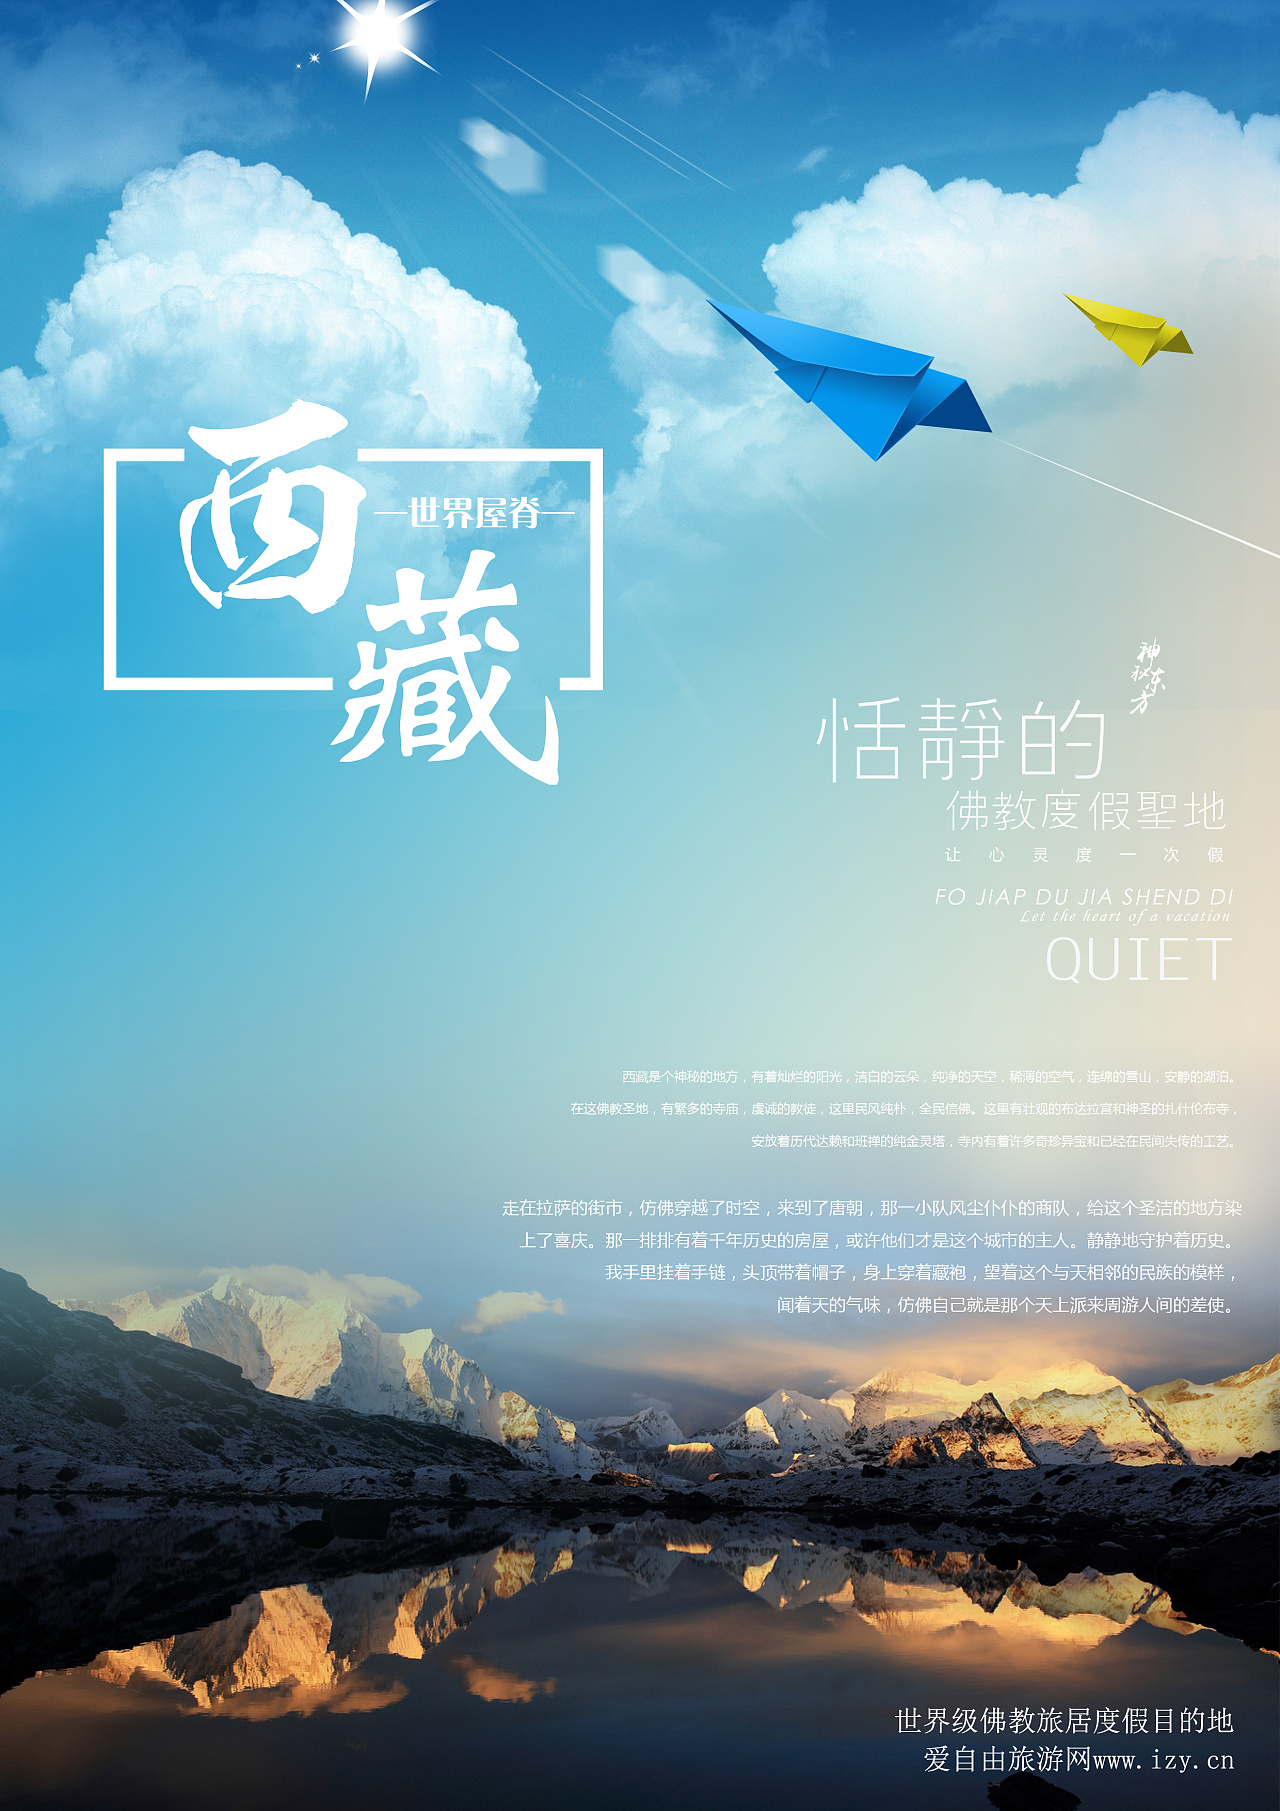 西藏
—世界屋脊—
神秘东方
恬靜的
佛教度假聖地
让心灵度一次假
FO JIAP DU JIA SHEND DI
Let the heart of a vacation
QUIET
西藏是个神秘的地方，有着灿烂的阳光，洁白的云朵，纯净的天空，稀薄的空气，连绵的雪山，安静的湖泊。
在这佛教圣地，有繁多的寺庙，虔诚的教徒，这里民风纯朴，全民信佛。这里有壮观的布达拉宫和神圣的扎什伦布寺，
安放着历代达赖和班禅的纯金灵塔，寺内有着许多奇珍异宝和已经在民间失传的工艺。
走在拉萨的街市，仿佛穿越了时空，来到了唐朝，那一小队风尘仆仆的商队，给这个圣洁的地方染
上了喜庆。那一排排有着千年历史的房屋，或许他们才是这个城市的主人。静静地守护着历史。
我手里挂着手链，头顶带着帽子，身上穿着藏袍，望着这个与天相邻的民族的模样，
闻着天的气味，仿佛自己就是那个天上派来周游人间的差使。
世界级佛教旅居度假目的地
爱自由旅游网www.izy.cn